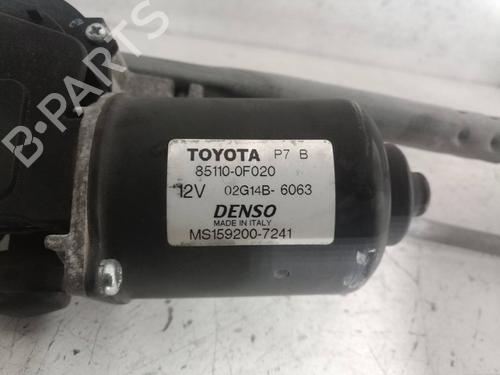 B-PARTS
TOYOTA P7 B
85110-0F020
12V 02G14B- 6063
DENSO
MADE IN ITALY
MS159200-7241